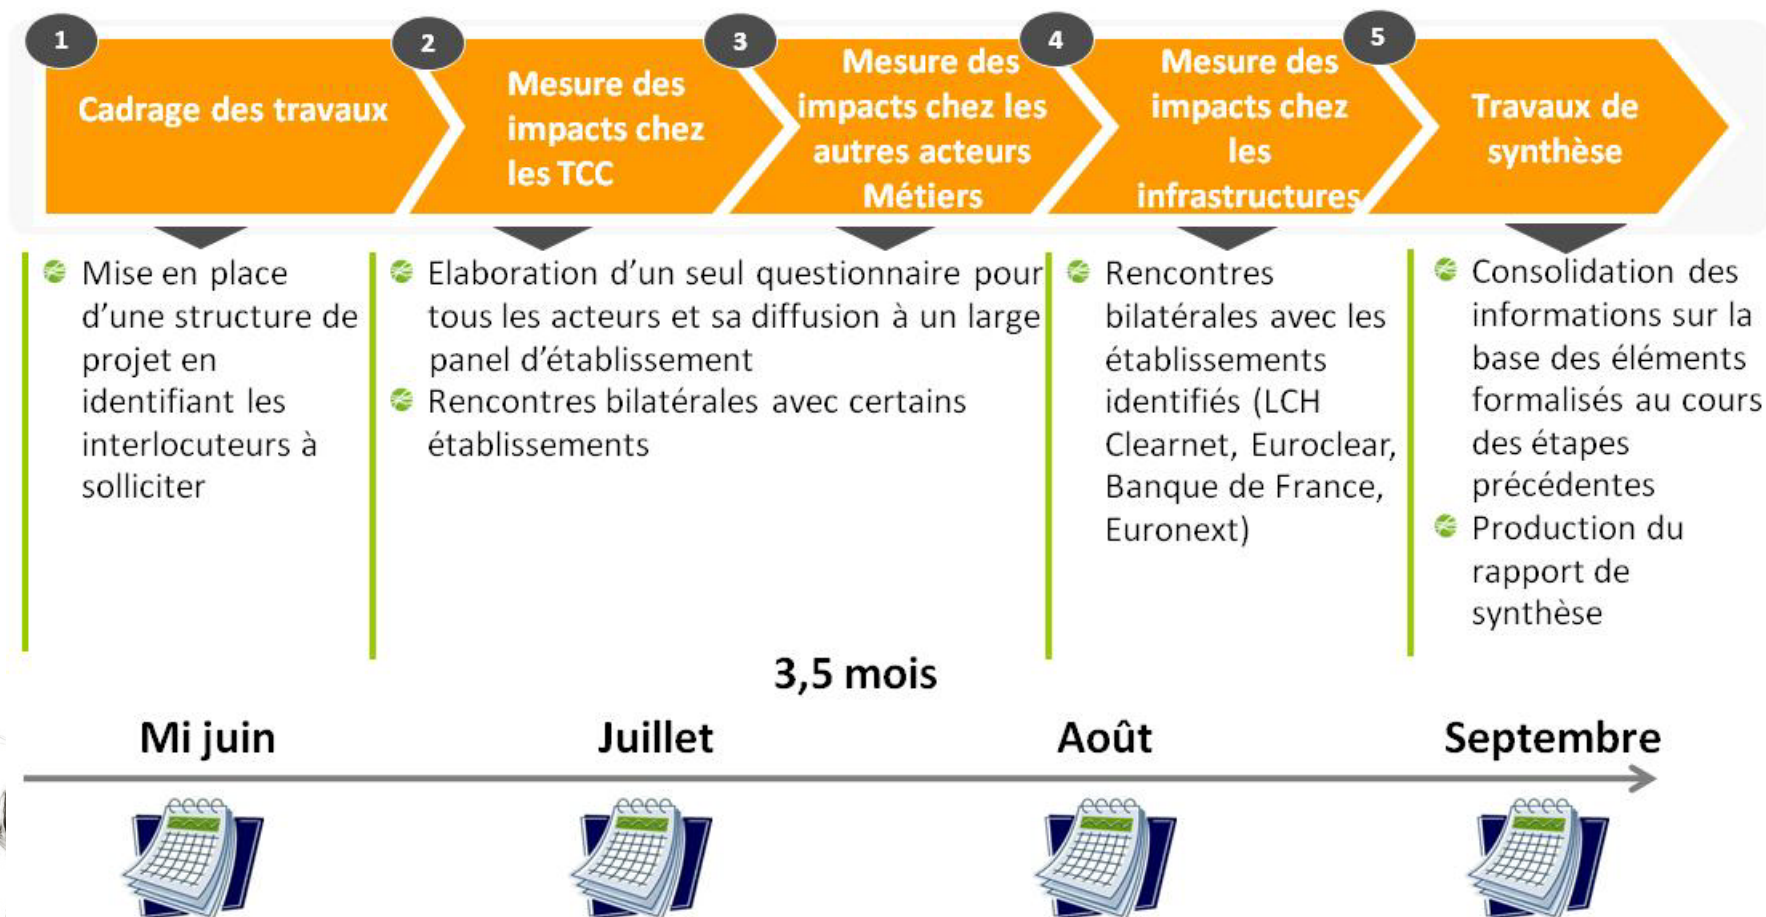 1
Cadrage des travaux
2
Mesure des
impacts chez
les TCC
3
Mesure des
impacts chez les
autres acteurs
Métiers
4
Mesure des
impacts chez
les
infrastructures
5
Travaux de
synthèse
Mise en place
d’une structure de
projet en
identifiant les
interlocuteurs à
solliciter
Elaboration d’un seul questionnaire pour
tous les acteurs et sa diffusion à un large
panel d’établissement
Rencontres bilatérales avec certains
établissements
Rencontres
bilatérales avec les
établissements
identifiés (LCH
Clearnet, Euroclear,
Banque de France,
Euronext)
Consolidation des
informations sur la
base des éléments
formalisés au cours
des étapes
précédentes
Production du
rapport de
synthèse
3,5 mois
Mi juin
Juillet
Août
Septembre